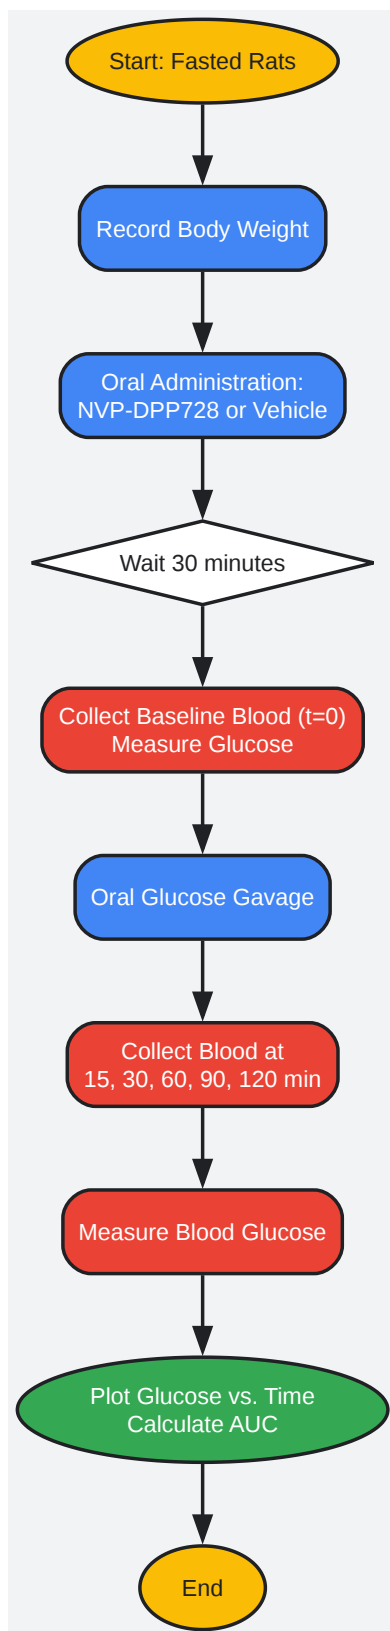 Start: Fasted Rats
Record Body Weight
Oral Administration:
NVP-DPP728 or Vehicle
Wait 30 minutes
Collect Baseline Blood (t=0)
Measure Glucose
Oral Glucose Gavage
Collect Blood at
15, 30, 60, 90, 120 min
Measure Blood Glucose
Plot Glucose vs. Time
Calculate AUC
End